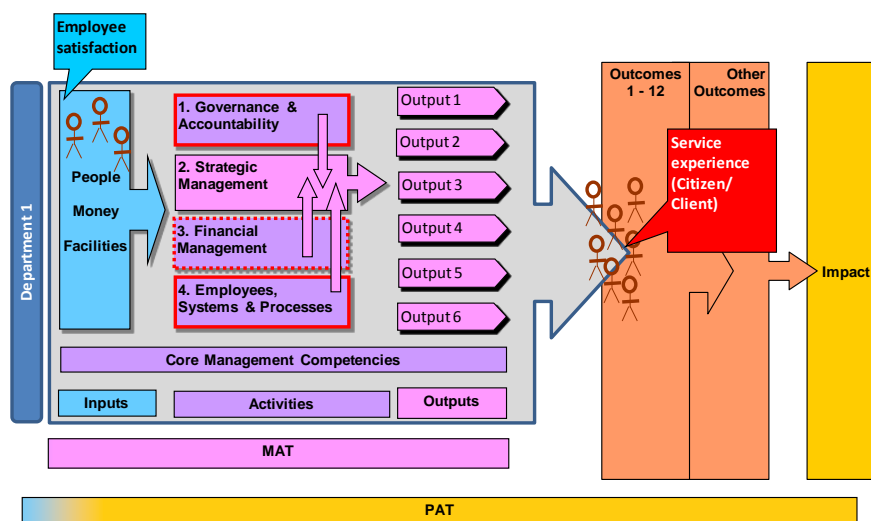 Employee
satisfaction
Department 1
People
Money
Facilities
1. Governance &
Accountability
2. Strategic
Management
3. Financial
Management
4. Employees,
Systems & Processes
Output 1
Output 2
Output 3
Output 4
Output 5
Output 6
Core Management Competencies
Inputs
Activities
Outputs
MAT
Outcomes
1 - 12
Other
Outcomes
Service
experience
(Citizen/
Client)
Impact
PAT